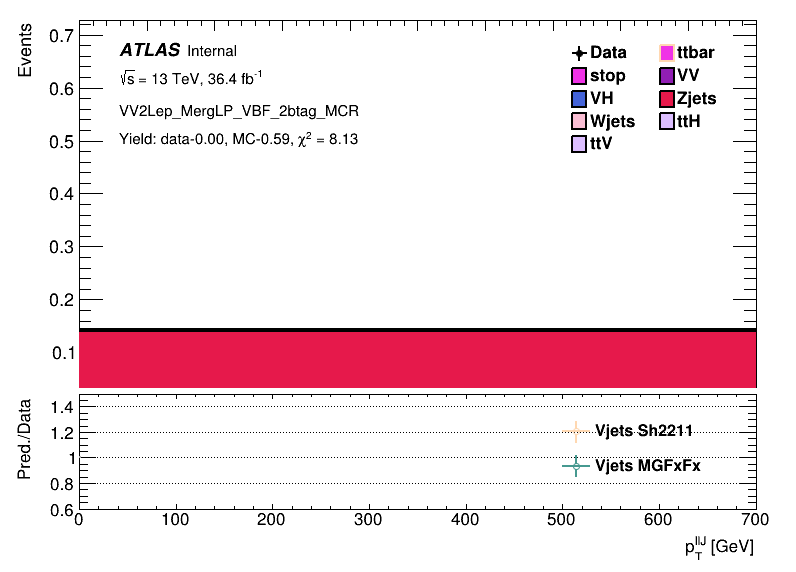 Events
0.7
0.6
0.5
0.4
0.3
0.2
0.1
ATLAS Internal
√s = 13 TeV, 36.4 fb⁻¹
VV2Lep_MergLP_VBF_2btag_MCR
Yield: data-0.00, MC-0.59, χ² = 8.13
Data
ttbar
stop
VV
VH
Zjets
Wjets
ttH
ttV
Pred./Data
1.4
1.2
1
0.8
0.6
Vjets Sh2211
Vjets MGFxFx
0 100 200 300 400 500 600 700
p_T^llJ [GeV]